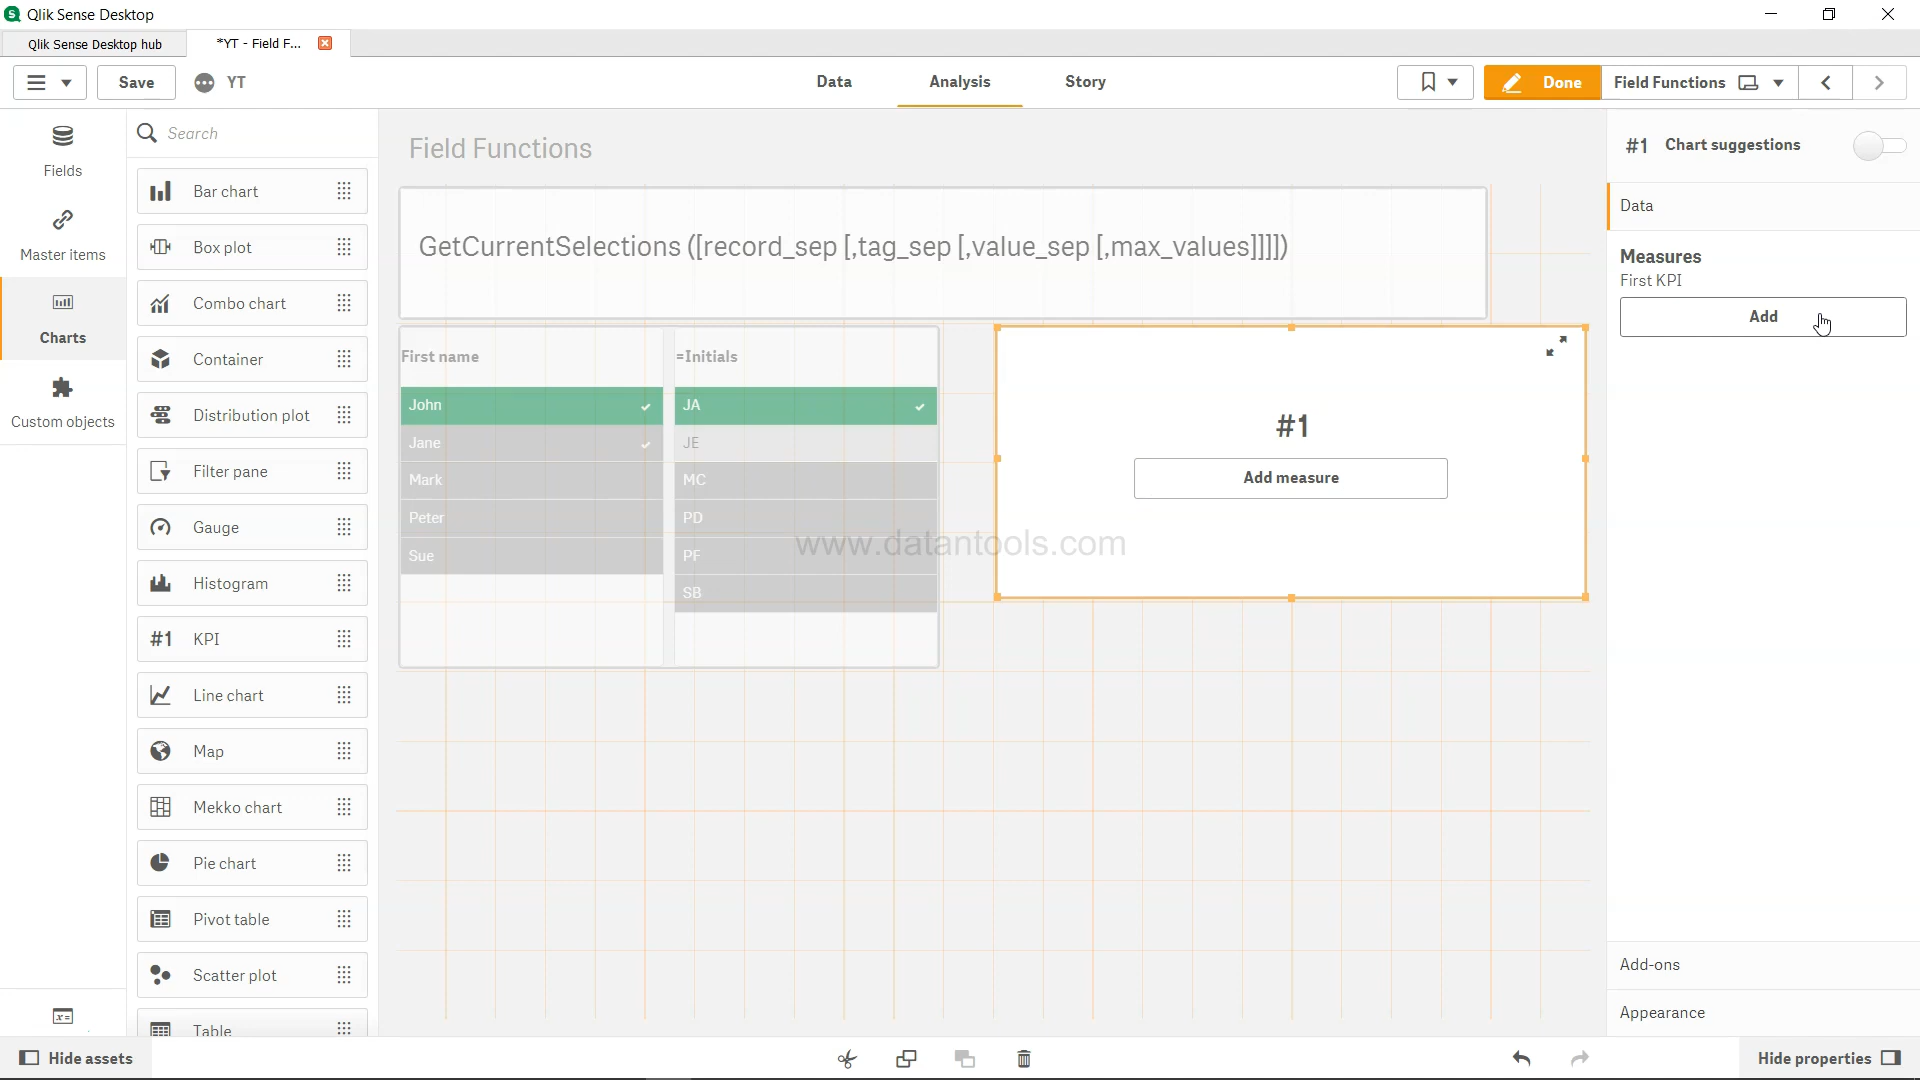 Qlik Sense Desktop
Qlik Sense Desktop hub
*YT - Field F...
Save
YT
Data
Analysis
Story
Done
Field Functions
Fields
Master items
Charts
Custom objects
Search
Bar chart
Box plot
Combo chart
Container
Distribution plot
Filter pane
Gauge
Histogram
#1 KPI
Line chart
Map
Mekko chart
Pie chart
Pivot table
Scatter plot
Table
Field Functions
GetCurrentSelections ([record_sep [,tag_sep [,value_sep [,max_values]]]])
First name
John
Jane
Mark
Peter
Sue
=Initials
JA
JE
MC
PD
PF
SB
#1
Add measure
www.datantools.com
#1 Chart suggestions
Data
Measures
First KPI
Add
Add-ons
Appearance
Hide assets
Hide properties